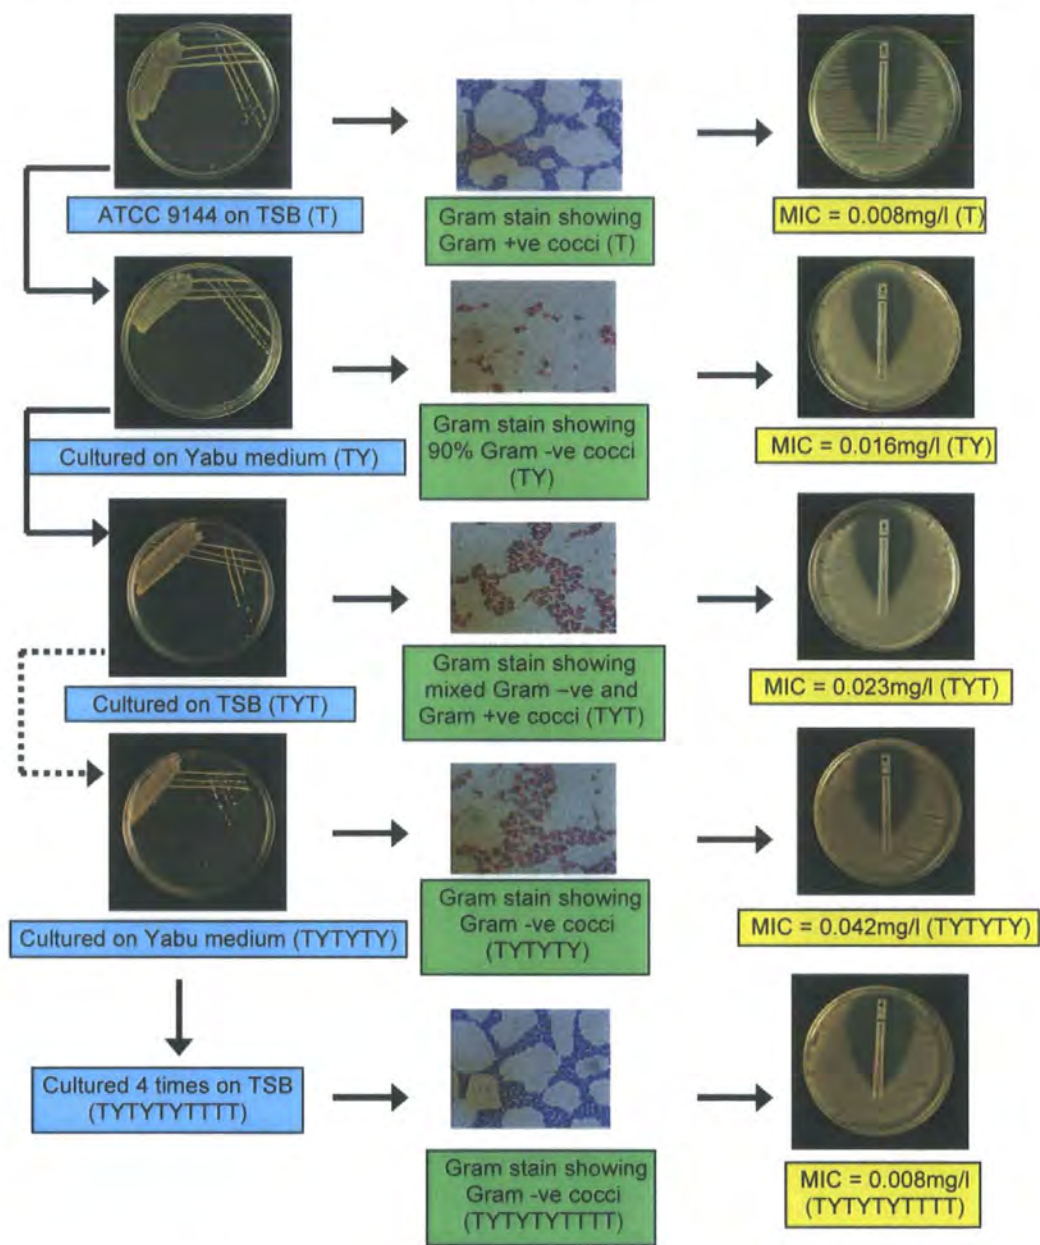 ATCC 9144 on TSB (T)
Gram stain showing
Gram +ve cocci (T)
MIC = 0.008mg/l (T)
Cultured on Yabu medium (TY)
Gram stain showing
90% Gram -ve cocci
(TY)
MIC = 0.016mg/l (TY)
Cultured on TSB (TYT)
Gram stain showing
mixed Gram –ve and
Gram +ve cocci (TYT)
MIC = 0.023mg/l (TYT)
Cultured on Yabu medium (TYTYTY)
Gram stain showing
Gram -ve cocci
(TYTYTY)
MIC = 0.042mg/l (TYTYTY)
Cultured 4 times on TSB
(TYTYTYTTTT)
Gram stain showing
Gram -ve cocci
(TYTYTYTTTT)
MIC = 0.008mg/l
(TYTYTYTTTT)